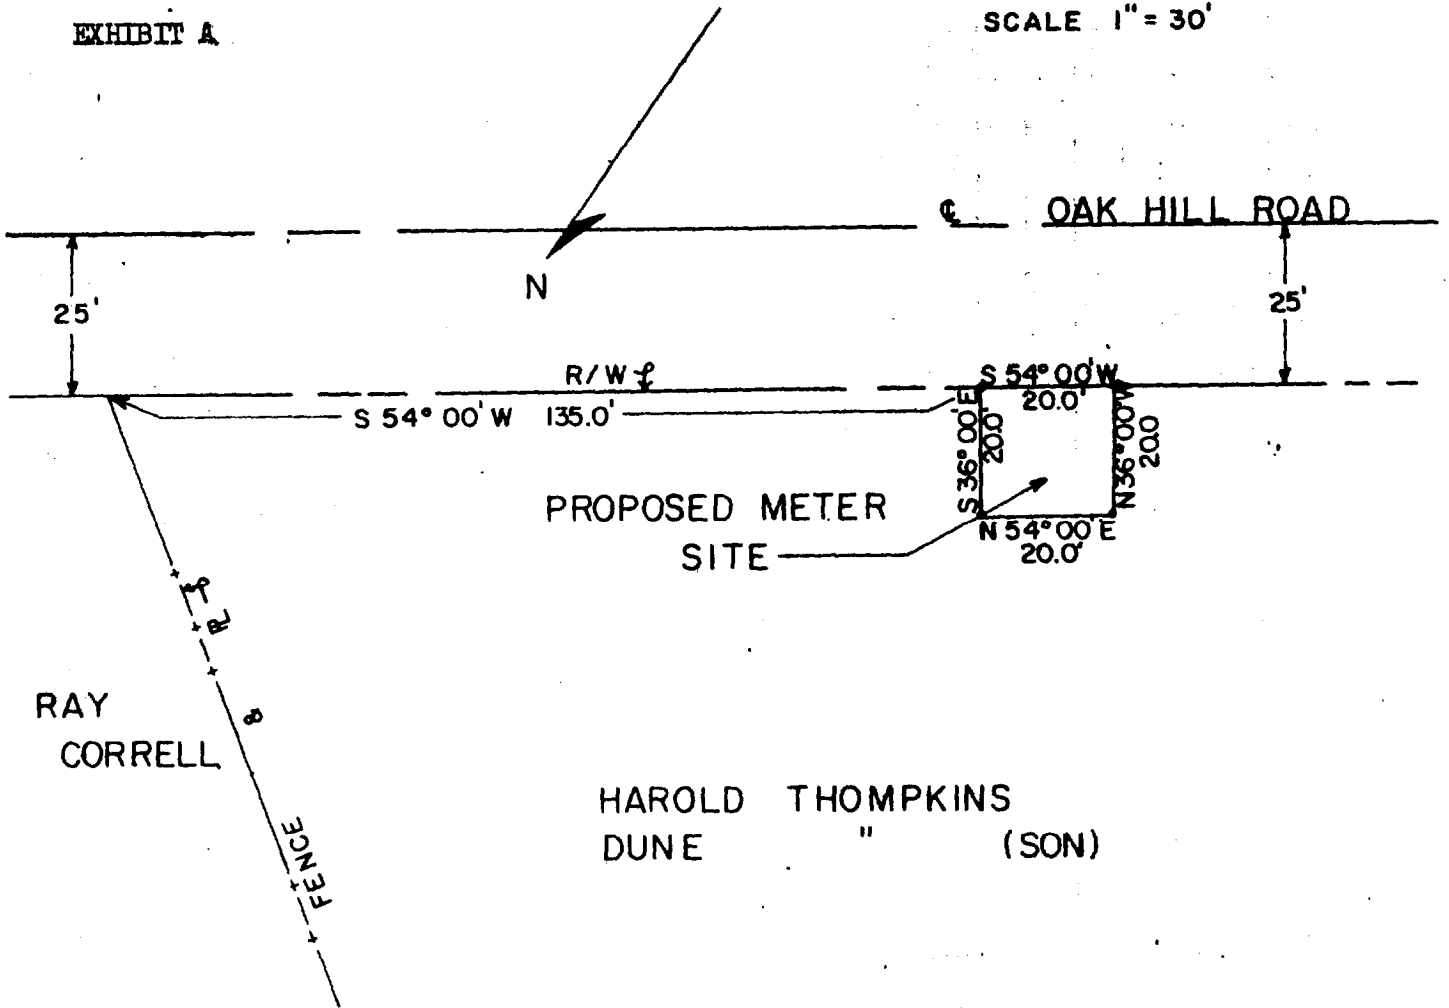 EXHIBIT A
SCALE 1" = 30'
℄ OAK HILL ROAD
N
25'
25'
R/W ℄
S 54° 00' W 135.0'
S 54° 00' W
20.0'
S 36° 00' E
20.0'
N 36° 00' W
20.0
N 54° 00' E
20.0'
PROPOSED METER
SITE
PL
&
FENCE
RAY
CORRELL
HAROLD THOMPKINS
DUNE " (SON)